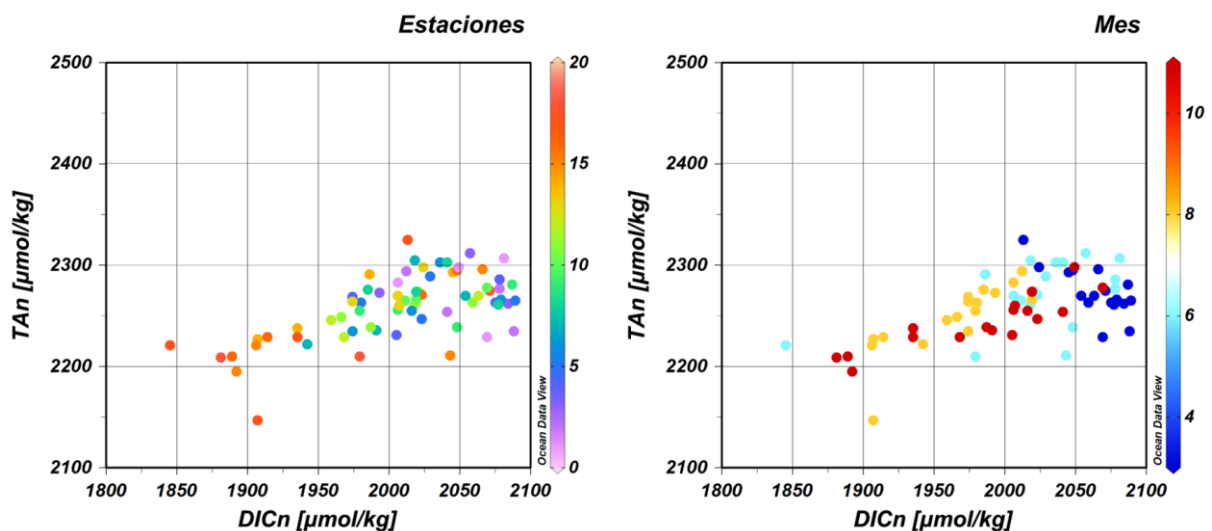 Estaciones
2500
2400
2300
2200
2100
TAn [µmol/kg]
1800 1850 1900 1950 2000 2050 2100
DICn [µmol/kg]
20
15
10
5
0
Ocean Data View
Mes
2500
2400
2300
2200
2100
TAn [µmol/kg]
1800 1850 1900 1950 2000 2050 2100
DICn [µmol/kg]
10
8
6
4
Ocean Data View